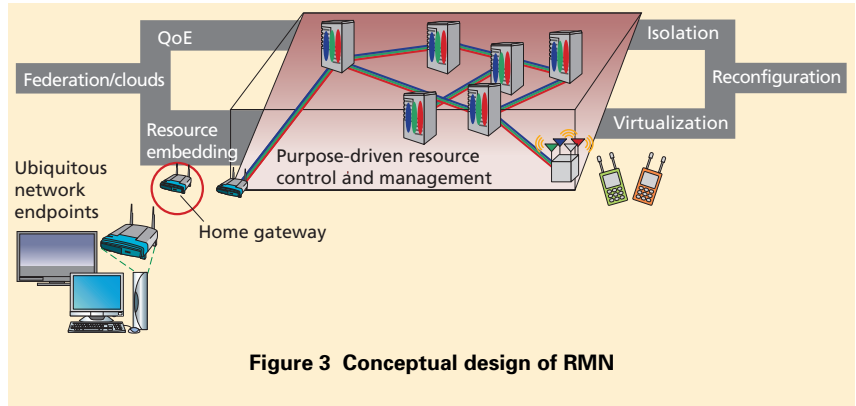 QoE
Isolation
Federation/clouds
Reconfiguration
Resource
embedding
Virtualization
Purpose-driven resource
control and management
Ubiquitous
network
endpoints
Home gateway
Figure 3 Conceptual design of RMN